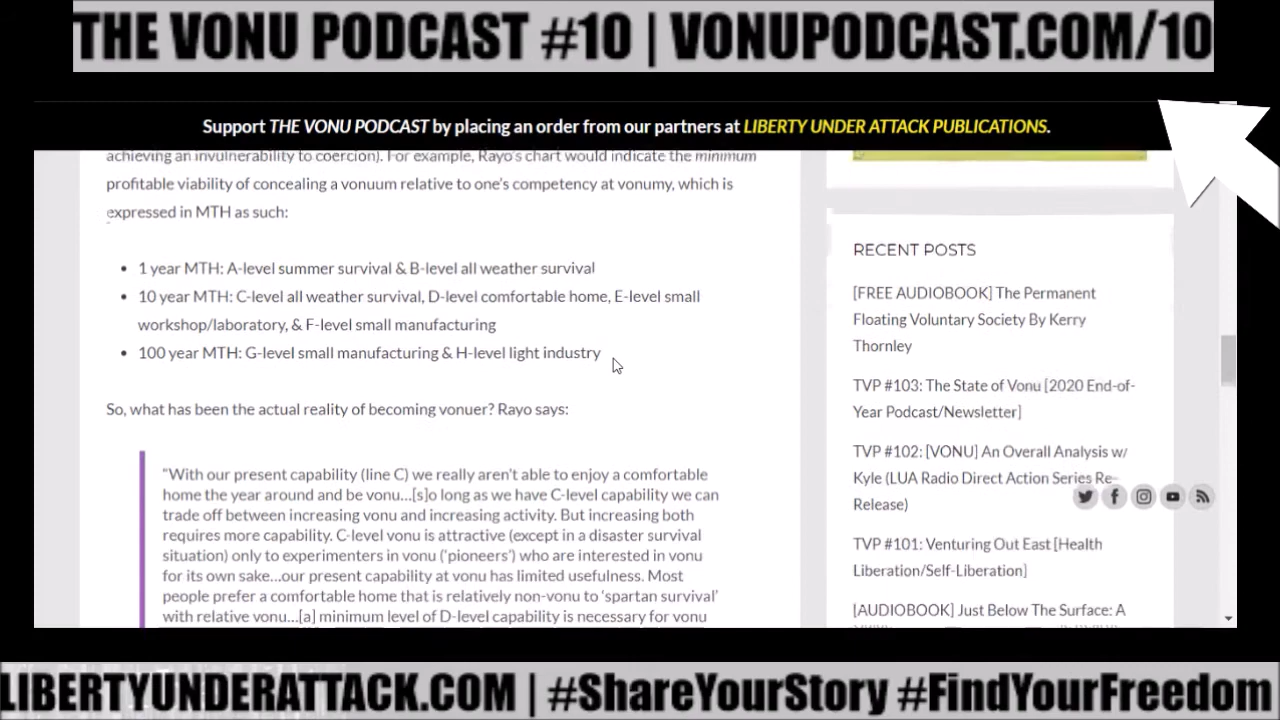 THE VONU PODCAST #10 | VONUPODCAST.COM/10
Support THE VONU PODCAST by placing an order from our partners at LIBERTY UNDER ATTACK PUBLICATIONS.
achieving an invulnerability to coercion). For example, Rayo's chart would indicate the minimum
profitable viability of concealing a vonuum relative to one's competency at vonumy, which is
expressed in MTH as such:
• 1 year MTH: A-level summer survival & B-level all weather survival
• 10 year MTH: C-level all weather survival, D-level comfortable home, E-level small
workshop/laboratory, & F-level small manufacturing
• 100 year MTH: G-level small manufacturing & H-level light industry
So, what has been the actual reality of becoming vonuer? Rayo says:
"With our present capability (line C) we really aren't able to enjoy a comfortable
home the year around and be vonu...[s]o long as we have C-level capability we can
trade off between increasing vonu and increasing activity. But increasing both
requires more capability. C-level vonu is attractive (except in a disaster survival
situation) only to experimenters in vonu ('pioneers') who are interested in vonu
for its own sake...our present capability at vonu has limited usefulness. Most
people prefer a comfortable home that is relatively non-vonu to 'spartan survival'
with relative vonu...[a] minimum level of D-level capability is necessary for vonu
RECENT POSTS
[FREE AUDIOBOOK] The Permanent
Floating Voluntary Society By Kerry
Thornley
TVP #103: The State of Vonu [2020 End-of-
Year Podcast/Newsletter]
TVP #102: [VONU] An Overall Analysis w/
Kyle (LUA Radio Direct Action Series Re-
Release)
TVP #101: Venturing Out East [Health
Liberation/Self-Liberation]
[AUDIOBOOK] Just Below The Surface: A
LIBERTYUNDERATTACK.COM | #ShareYourStory #FindYourFreedom